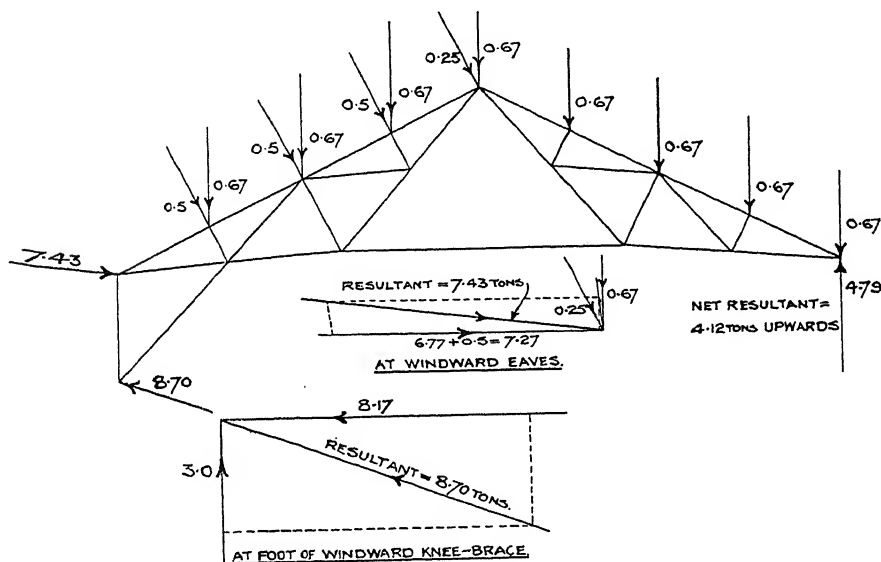 0.25
0.67
0.5
0.67
0.67
0.5
0.67
0.67
0.5
0.67
0.67
0.67
7.43
4.79
RESULTANT = 7.43 TONS
0.25
0.67
6.77 + 0.5 = 7.27
AT WINDWARD EAVES.
NET RESULTANT =
4.12 TONS UPWARDS
8.70
8.17
3.0
RESULTANT = 8.70 TONS.
AT FOOT OF WINDWARD KNEE-BRACE.